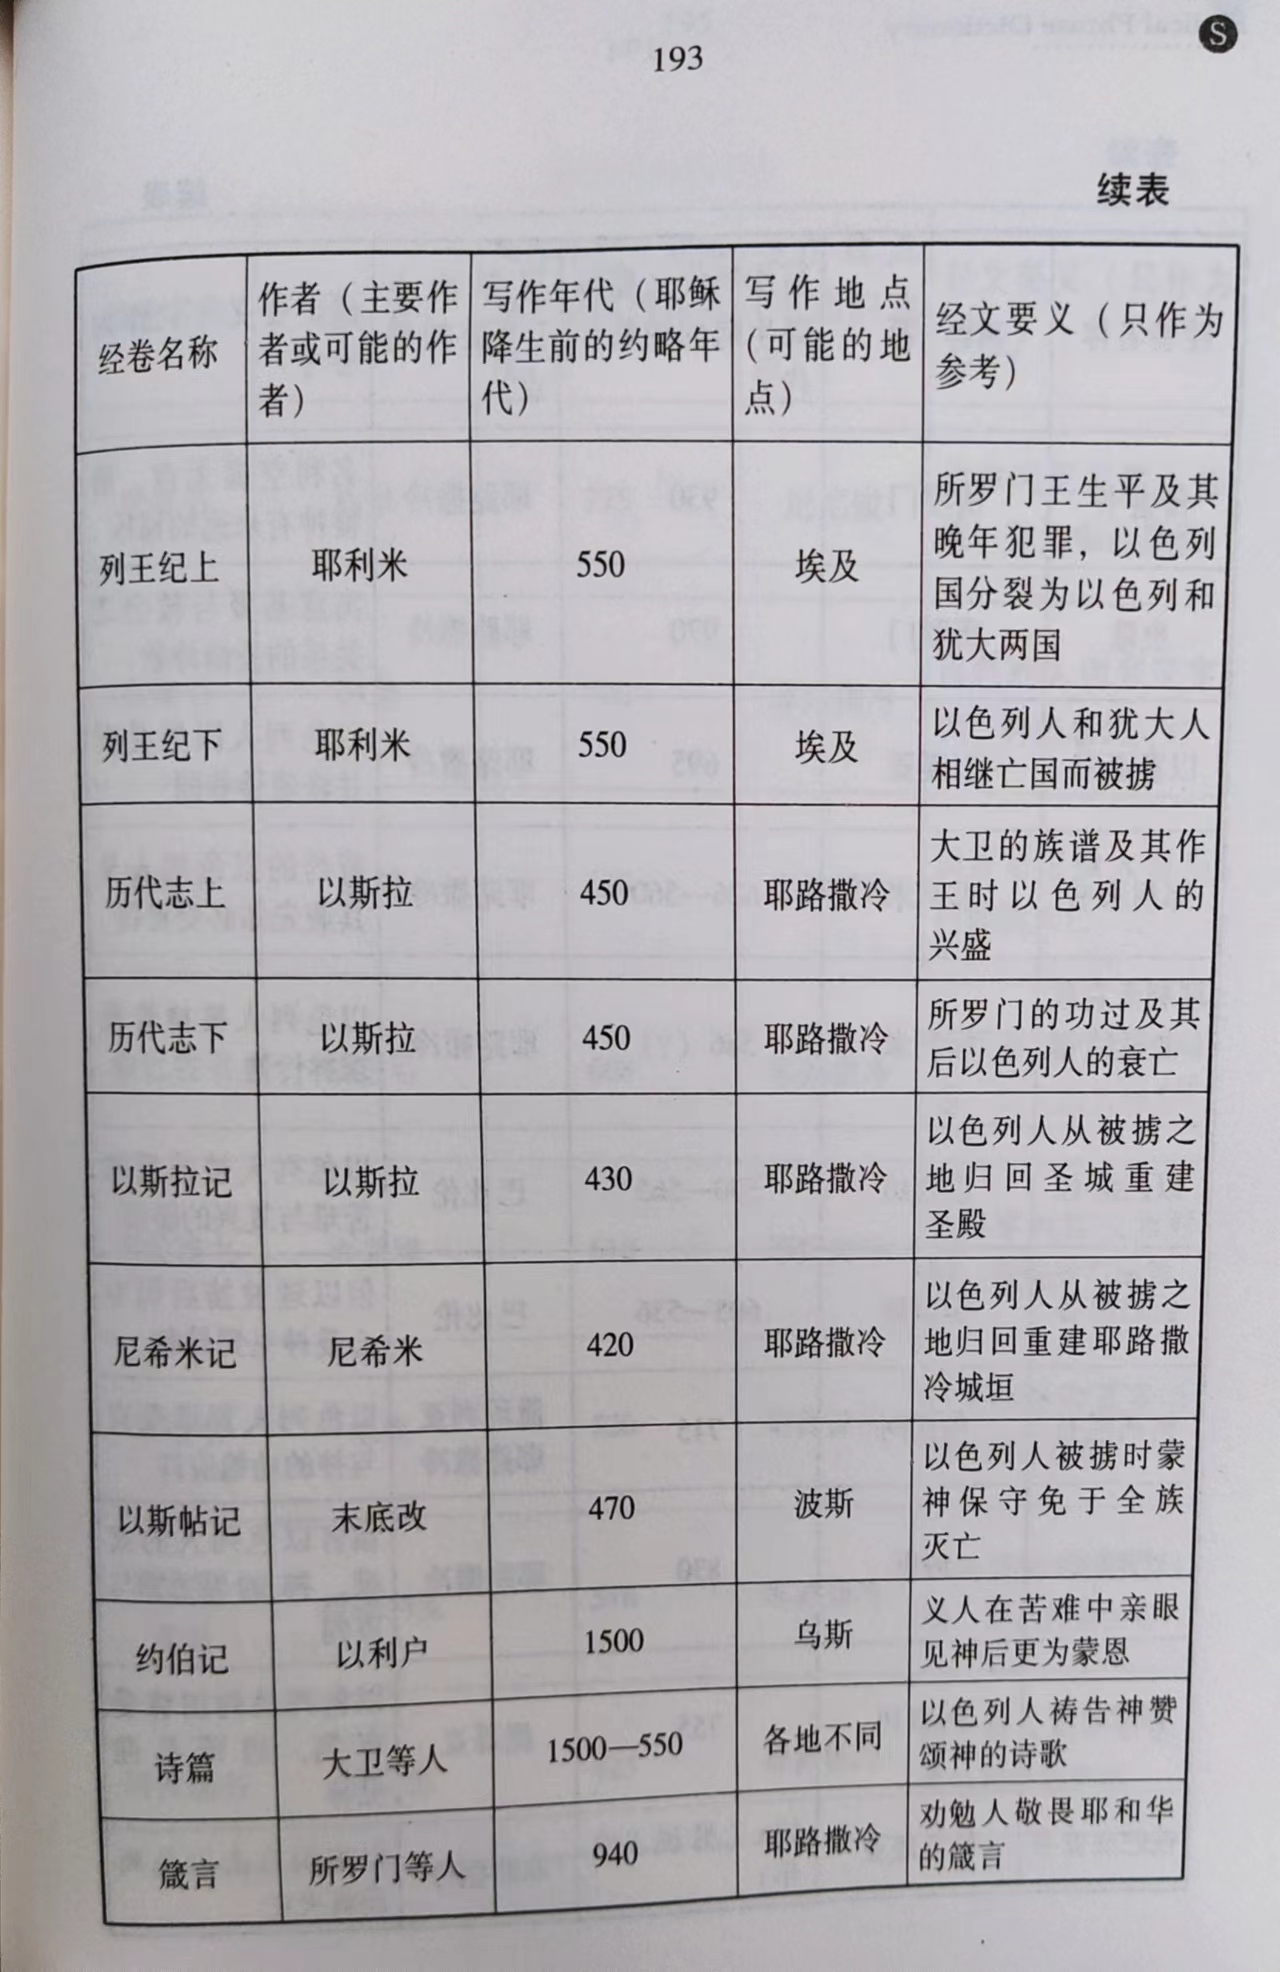 193
S
续表
经卷名称
作者（主要作
者或可能的作
者）
写作年代（耶稣
降生前的约略年
代）
写作地点
（可能的地
点）
经文要义（只作为
参考）
列王纪上
耶利米
550
埃及
所罗门王生平及其
晚年犯罪，以色列
国分裂为以色列和
犹大两国
列王纪下
耶利米
550
埃及
以色列人和犹大人
相继亡国而被掳
历代志上
以斯拉
450
耶路撒冷
大卫的族谱及其作
王时以色列人的
兴盛
历代志下
以斯拉
450
耶路撒冷
所罗门的功过及其
后以色列人的衰亡
以斯拉记
以斯拉
430
耶路撒冷
以色列人从被掳之
地归回圣城重建
圣殿
尼希米记
尼希米
420
耶路撒冷
以色列人从被掳之
地归回重建耶路撒
冷城垣
以斯帖记
末底改
470
波斯
以色列人被掳时蒙
神保守免于全族
灭亡
约伯记
以利户
1500
乌斯
义人在苦难中亲眼
见神后更为蒙恩
诗篇
大卫等人
1500—550
各地不同
以色列人祷告神赞
颂神的诗歌
箴言
所罗门等人
940
耶路撒冷
劝勉人敬畏耶和华
的箴言